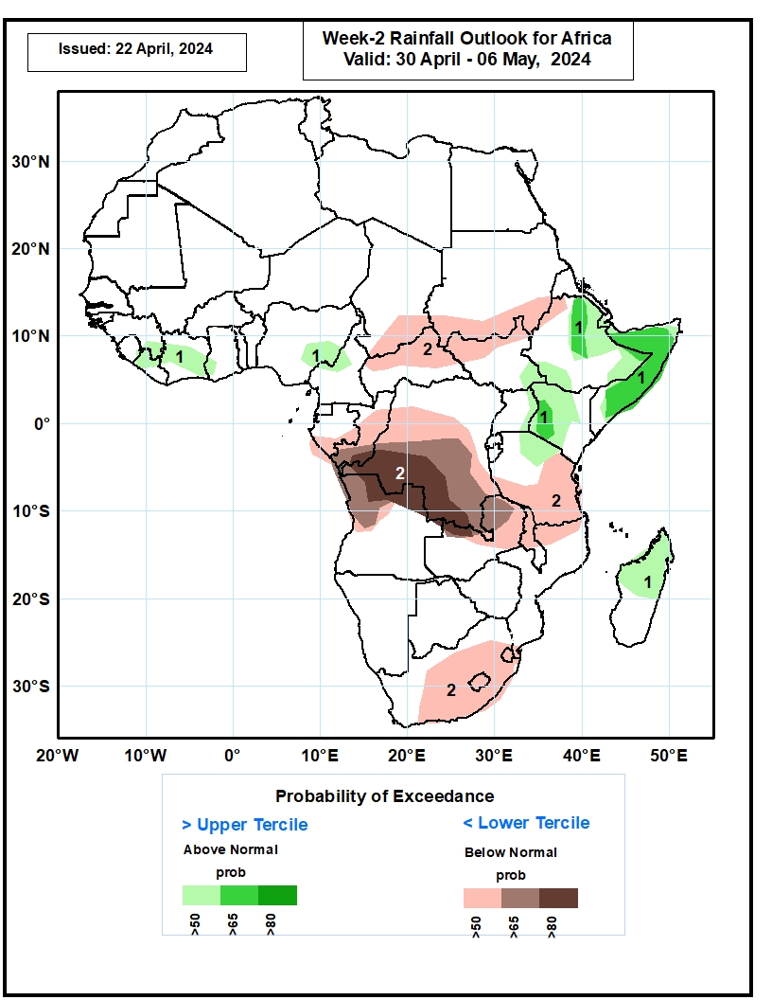 Issued: 22 April, 2024
Week-2 Rainfall Outlook for Africa
Valid: 30 April - 06 May, 2024
30°N
20°N
10°N
0°
10°S
20°S
30°S
1
1
2
1
1
1
2
2
1
2
20°W
10°W
0°
10°E
20°E
30°E
40°E
50°E
Probability of Exceedance
> Upper Tercile
< Lower Tercile
Above Normal
Below Normal
prob
prob
>50
>65
>80
>50
>65
>80